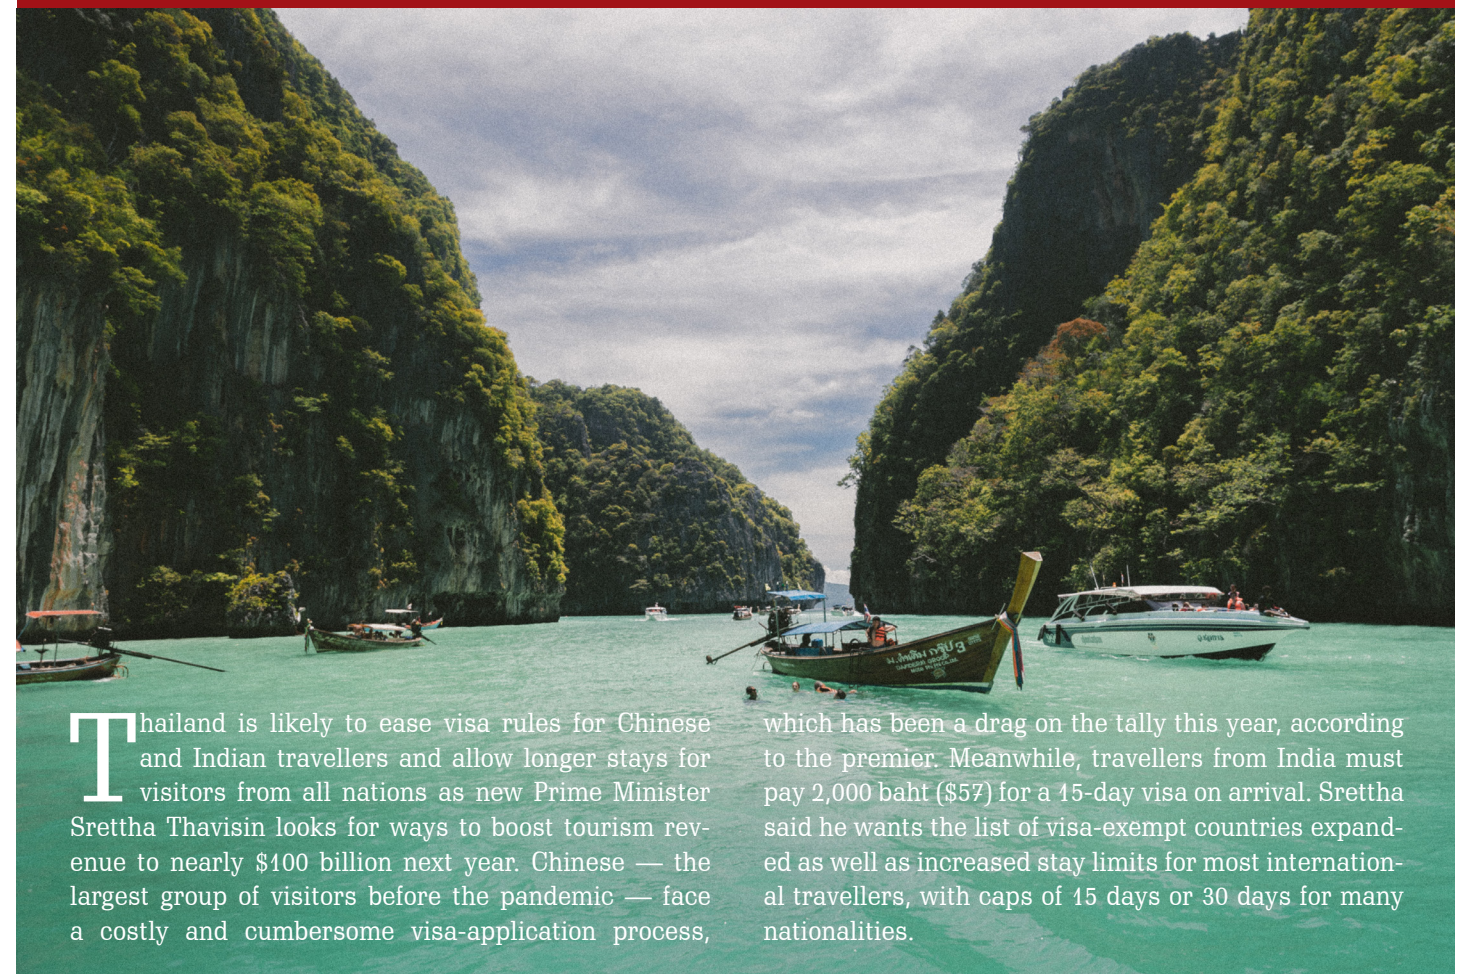 Thailand is likely to ease visa rules for Chinese
and Indian travellers and allow longer stays for
visitors from all nations as new Prime Minister
Srettha Thavisin looks for ways to boost tourism rev-
enue to nearly $100 billion next year. Chinese — the
largest group of visitors before the pandemic — face
a costly and cumbersome visa-application process,
which has been a drag on the tally this year, according
to the premier. Meanwhile, travellers from India must
pay 2,000 baht ($57) for a 15-day visa on arrival. Srettha
said he wants the list of visa-exempt countries expand-
ed as well as increased stay limits for most internation-
al travellers, with caps of 15 days or 30 days for many
nationalities.